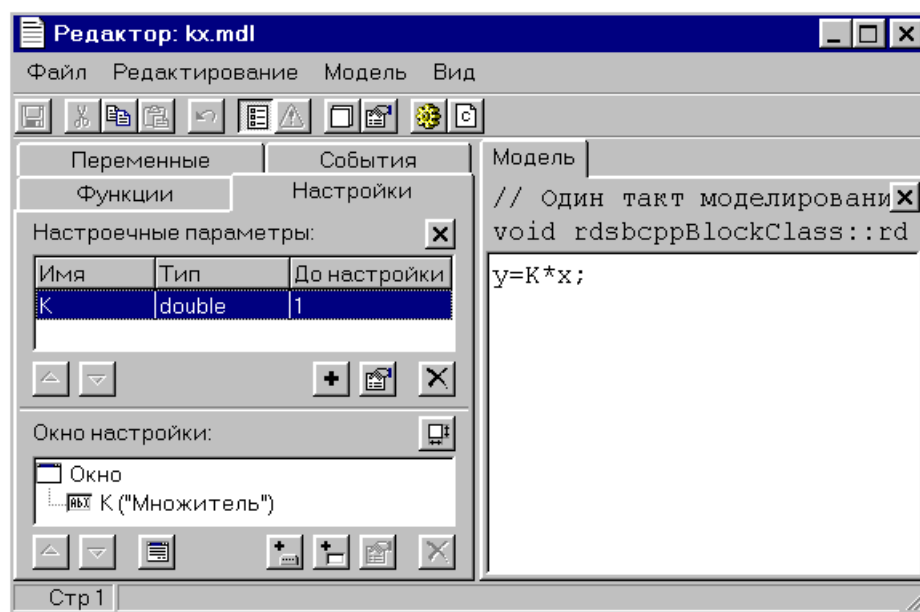 Редактор: kx.mdl
Файл Редактирование Модель Вид
Переменные События
Функции Настройки
Настроечные параметры:
Имя Тип До настройки
K double 1
Окно настройки:
Окно
K ("Множитель")
Модель
// Один такт моделировани
void rdsbcppBlockClass::rd
y=K*x;
Стр 1